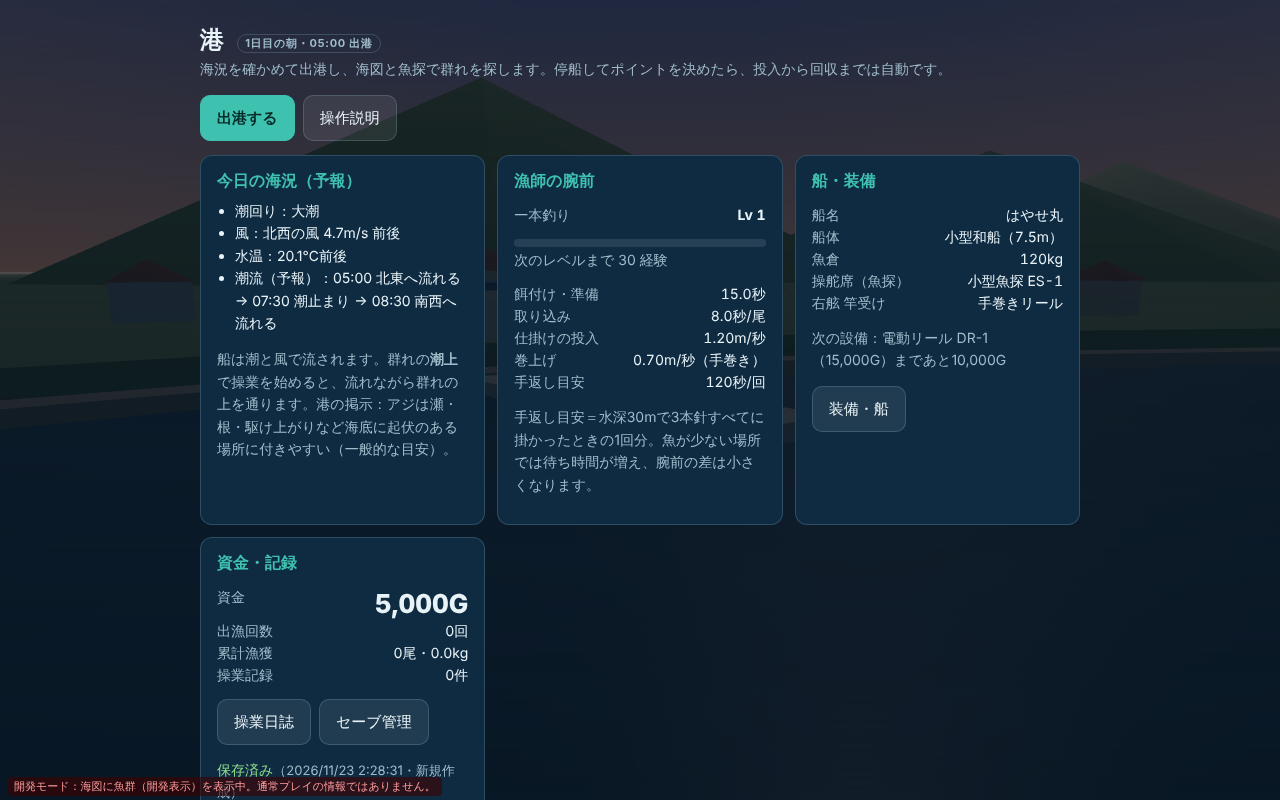 港 1日目の朝・05:00 出港
海況を確かめて出港し、海図と魚探で群れを探します。停船してポイントを決めたら、投入から回収までは自動です。
出港する 操作説明
今日の海況（予報）
• 潮回り：大潮
• 風：北西の風 4.7m/s 前後
• 水温：20.1℃前後
• 潮流（予報）：05:00 北東へ流れる
→ 07:30 潮止まり → 08:30 南西へ
流れる
船は潮と風で流されます。群れの潮上
で操業を始めると、流れながら群れの
上を通ります。港の掲示：アジは瀬・
根・駆け上がりなど海底に起伏のある
場所に付きやすい（一般的な目安）。
漁師の腕前
一本釣り Lv 1
次のレベルまで 30 経験
餌付け・準備 15.0秒
取り込み 8.0秒/尾
仕掛けの投入 1.20m/秒
巻上げ 0.70m/秒（手巻き）
手返し目安 120秒/回
手返し目安＝水深30mで3本針すべてに
掛かったときの1回分。魚が少ない場所
では待ち時間が増え、腕前の差は小さ
くなります。
船・装備
船名 はやせ丸
船体 小型和船（7.5m）
魚倉 120kg
操舵席（魚探） 小型魚探 ES-1
右舷 竿受け 手巻きリール
次の設備：電動リール DR-1
（15,000G）まであと10,000G
装備・船
資金・記録
資金 5,000G
出漁回数 0回
累計漁獲 0尾・0.0kg
操業記録 0件
操業日誌 セーブ管理
保存済み（2026/11/23 2:28:31・新規作
開発モード：海図に魚群（開発表示）を表示中。通常プレイの情報ではありません。